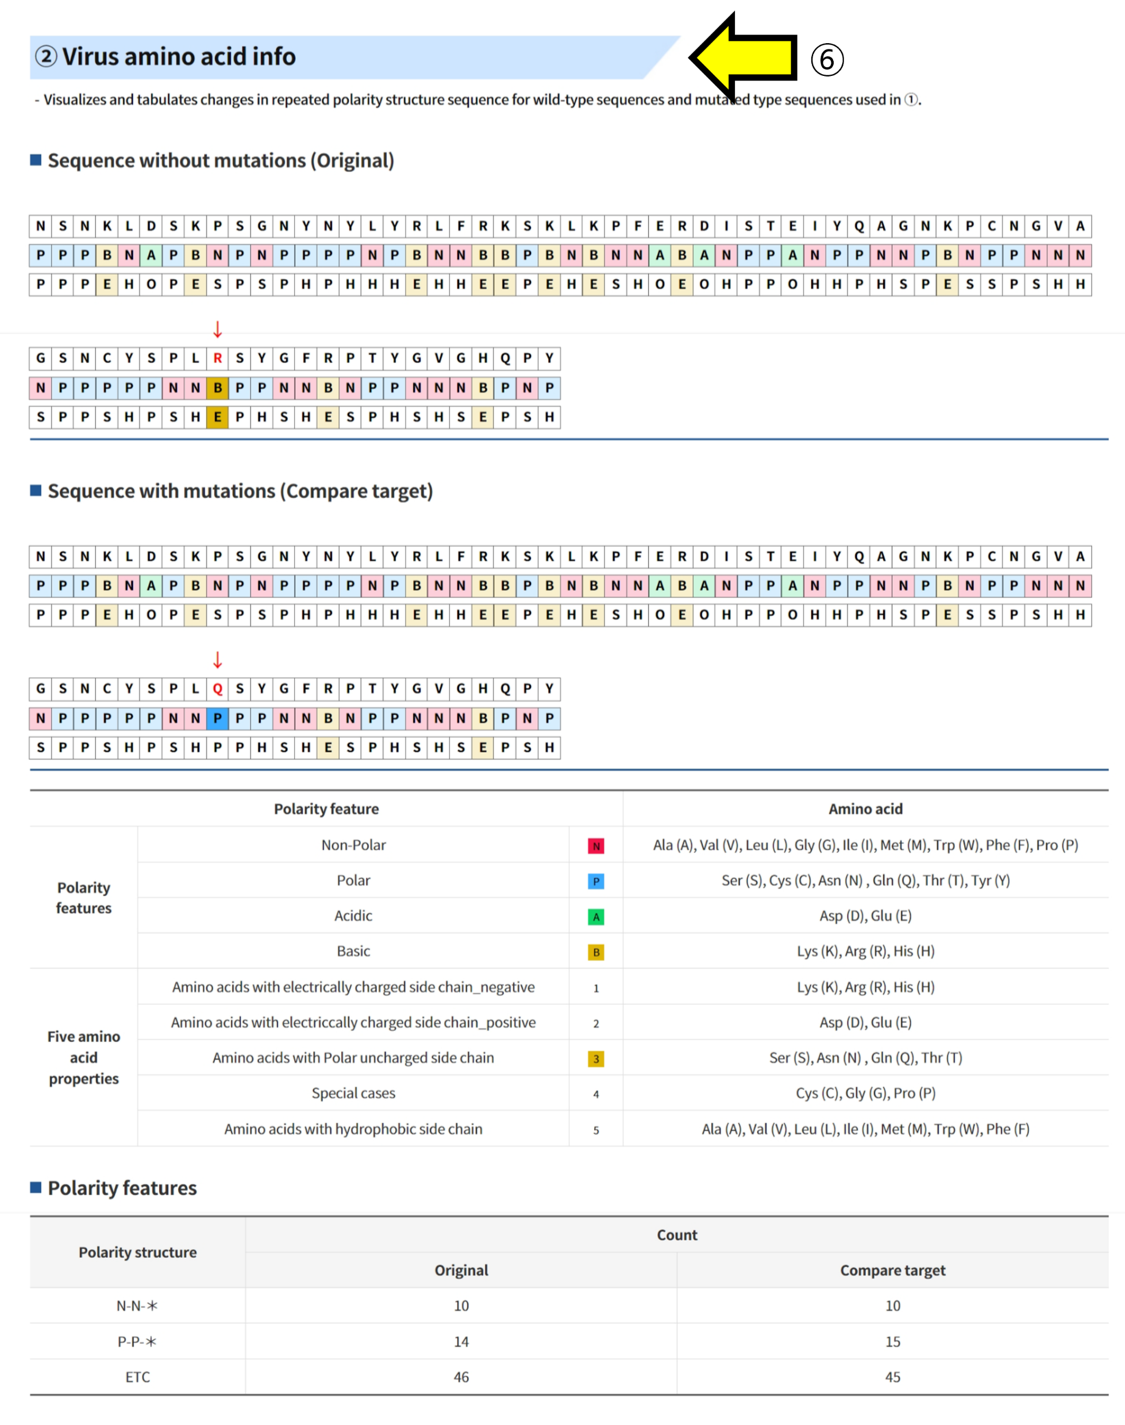 ② Virus amino acid info
⑥
- Visualizes and tabulates changes in repeated polarity structure sequence for wild-type sequences and mutated type sequences used in ①.
■ Sequence without mutations (Original)
N S N K L D S K P S G N Y N Y L Y R L F R K S K L K P F E R D I S T E I Y Q A G N K P C N G V A
P P P B N A P B N P N P P P P N P B N N B B P B N B N N A B A N P P A N P P N N P B N P P N N N
P P P E H O P E S P S P H P H H H E H H E E P E H E S H O E O H P P O H H P H S P E S S P S H H
↓
G S N C Y S P L R S Y G F R P T Y G V G H Q P Y
N P P P P P N N B P P N N B N P P N N N B P N P
S P P S H P S H E P H S H E S P H S H S E P S H
■ Sequence with mutations (Compare target)
N S N K L D S K P S G N Y N Y L Y R L F R K S K L K P F E R D I S T E I Y Q A G N K P C N G V A
P P P B N A P B N P N P P P P N P B N N B B P B N B N N A B A N P P A N P P N N P B N P P N N N
P P P E H O P E S P S P H P H H H E H H E E P E H E S H O E O H P P O H H P H S P E S S P S H H
↓
G S N C Y S P L Q S Y G F R P T Y G V G H Q P Y
N P P P P P N N P P P N N B N P P N N N B P N P
S P P S H P S H P P H S H E S P H S H S E P S H
Polarity feature Amino acid
Polarity features
Non-Polar N Ala (A), Val (V), Leu (L), Gly (G), Ile (I), Met (M), Trp (W), Phe (F), Pro (P)
Polar P Ser (S), Cys (C), Asn (N) , Gln (Q), Thr (T), Tyr (Y)
Acidic A Asp (D), Glu (E)
Basic B Lys (K), Arg (R), His (H)
Five amino acid properties
Amino acids with electrically charged side chain_negative 1 Lys (K), Arg (R), His (H)
Amino acids with electriccally charged side chain_positive 2 Asp (D), Glu (E)
Amino acids with Polar uncharged side chain 3 Ser (S), Asn (N) , Gln (Q), Thr (T)
Special cases 4 Cys (C), Gly (G), Pro (P)
Amino acids with hydrophobic side chain 5 Ala (A), Val (V), Leu (L), Ile (I), Met (M), Trp (W), Phe (F)
■ Polarity features
Polarity structure Count
Original Compare target
N-N-＊ 10 10
P-P-＊ 14 15
ETC 46 45